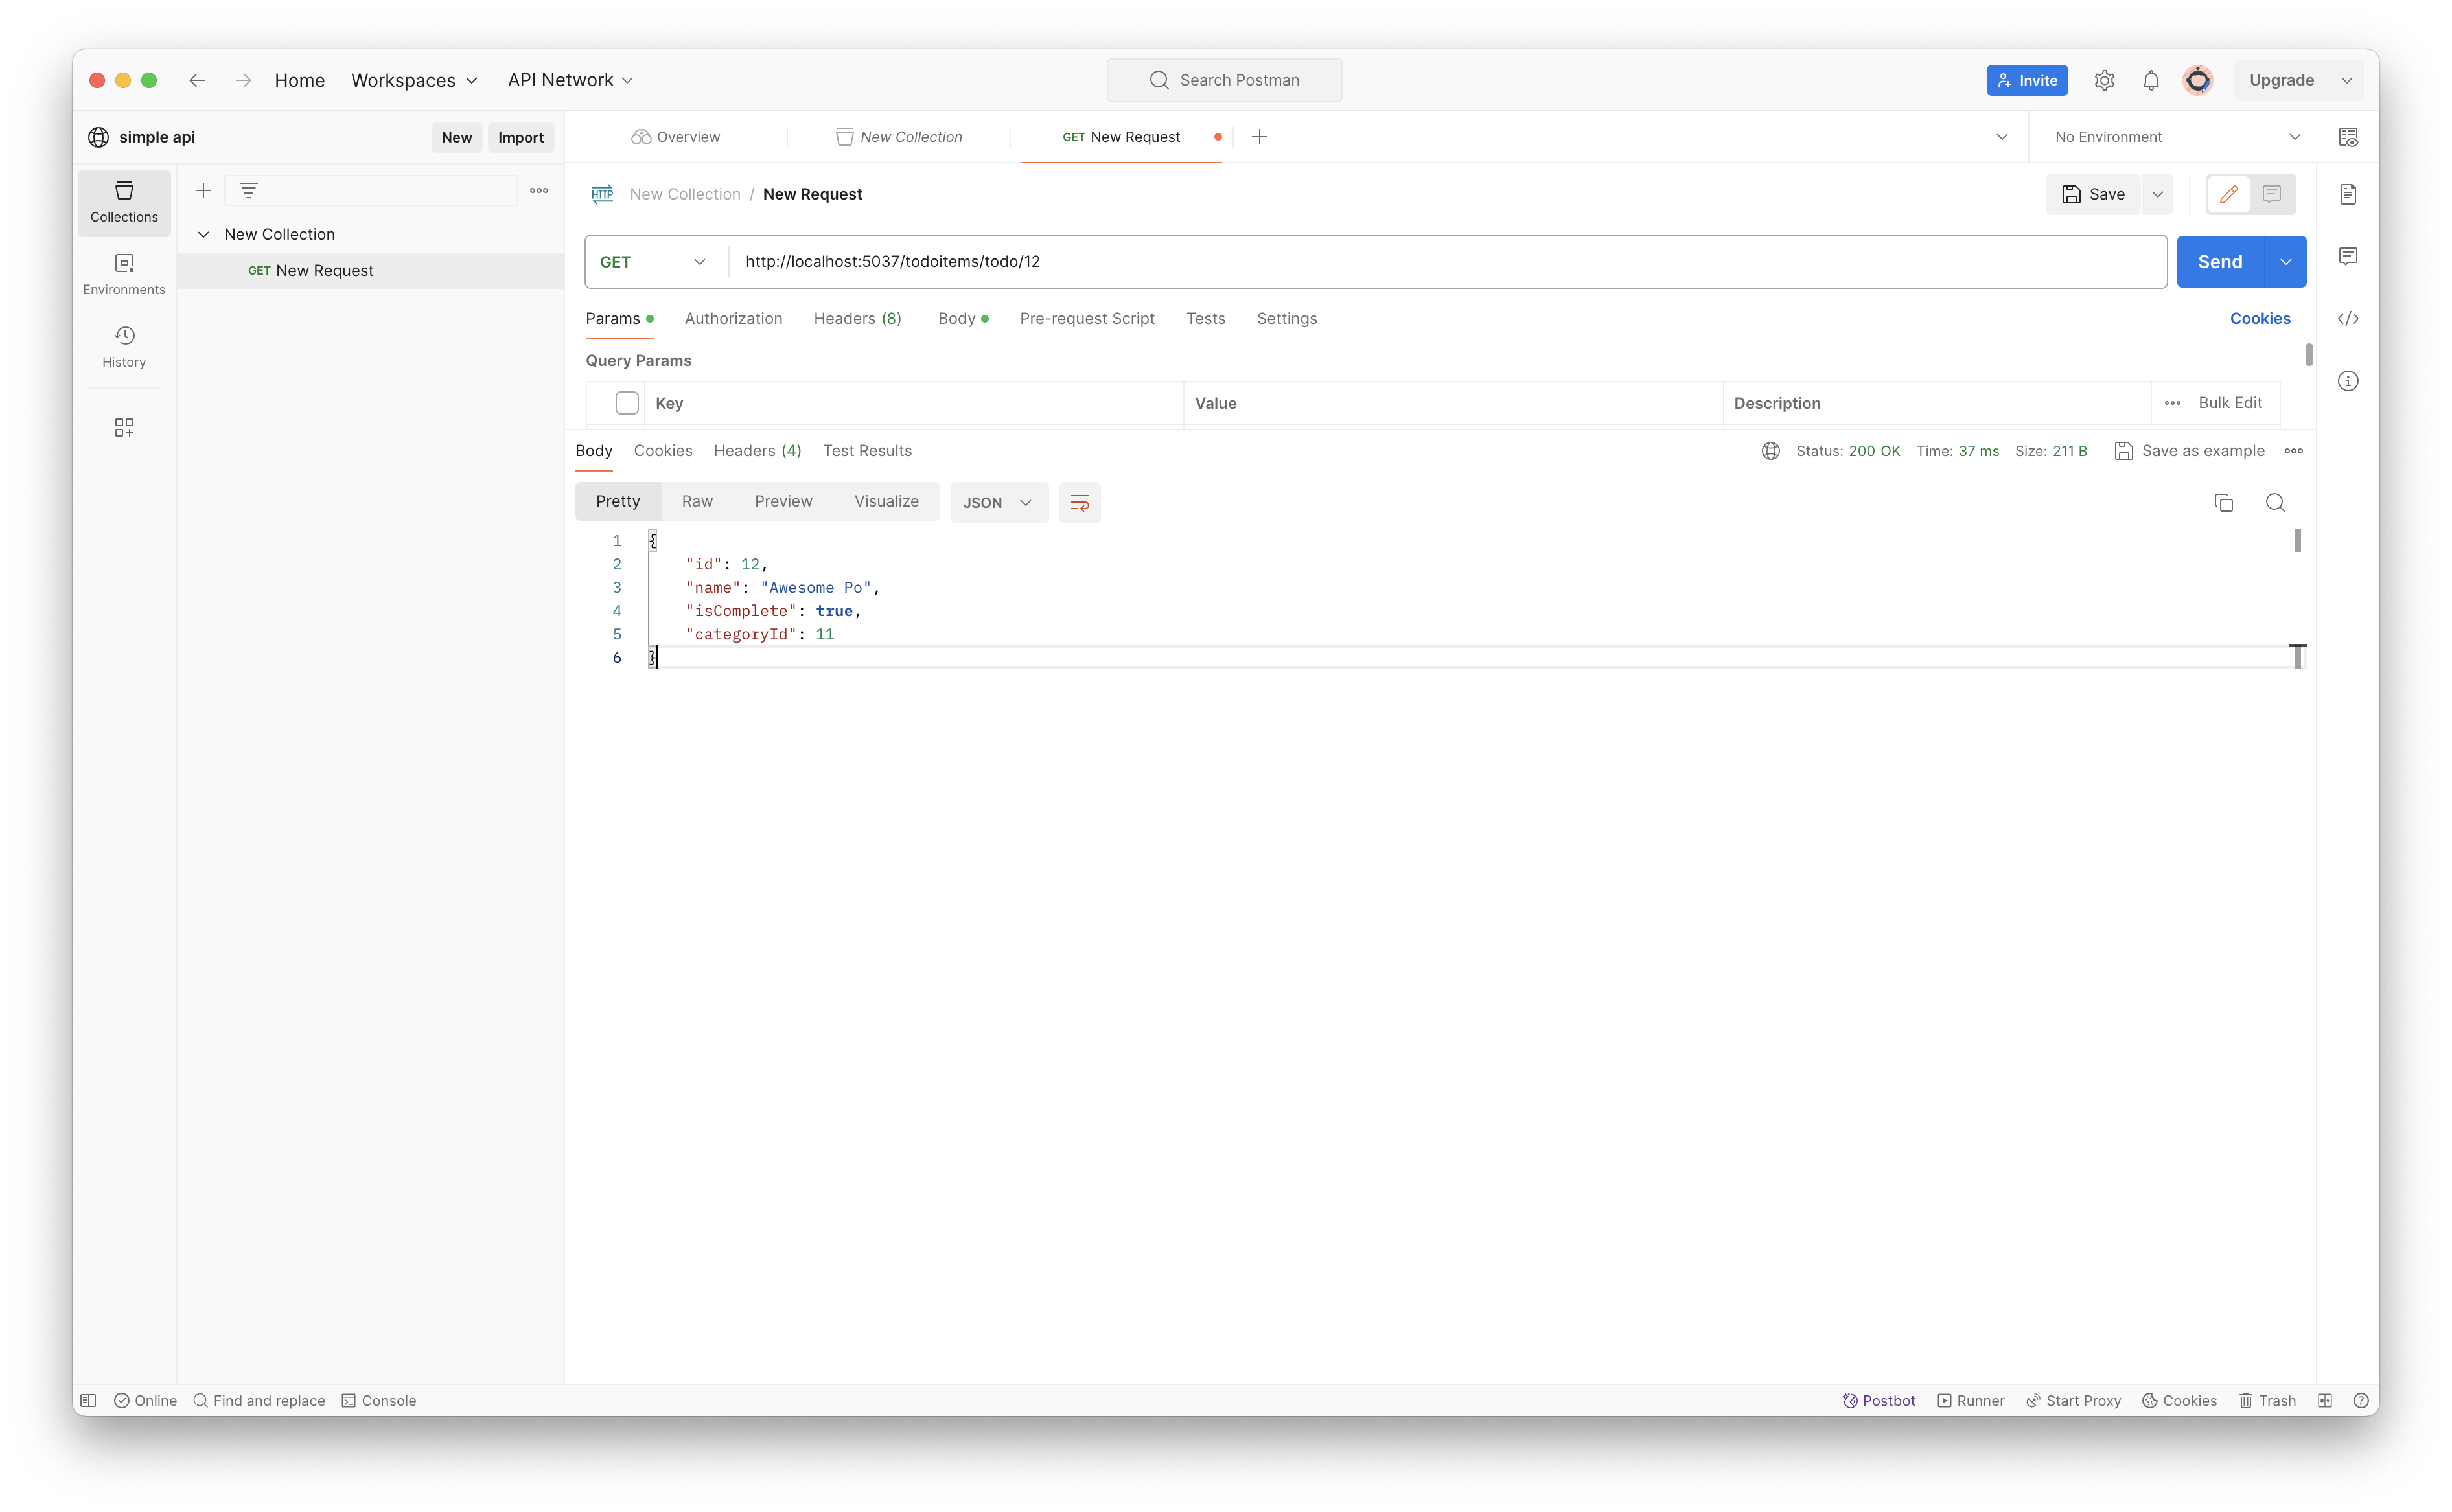 Home Workspaces API Network Search Postman Invite Upgrade
simple api New Import Overview New Collection GET New Request No Environment
Collections
New Collection / New Request Save
New Collection
GET New Request
GET http://localhost:5037/todoitems/todo/12 Send
Environments
History
Params Authorization Headers (8) Body Pre-request Script Tests Settings Cookies
Query Params
Key Value Description Bulk Edit
Body Cookies Headers (4) Test Results Status: 200 OK Time: 37 ms Size: 211 B Save as example
Pretty Raw Preview Visualize JSON
1 {
2 "id": 12,
3 "name": "Awesome Po",
4 "isComplete": true,
5 "categoryId": 11
6 }
Online Find and replace Console Postbot Runner Start Proxy Cookies Trash